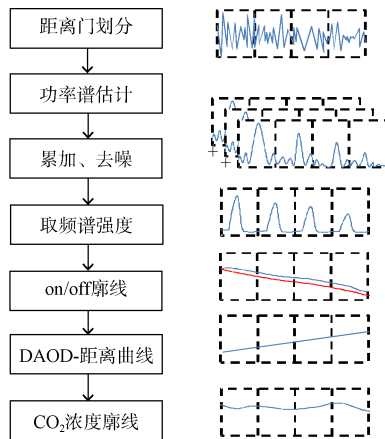 距离门划分
功率谱估计
累加、去噪
取频谱强度
on/off廓线
DAOD-距离曲线
CO₂浓度廓线